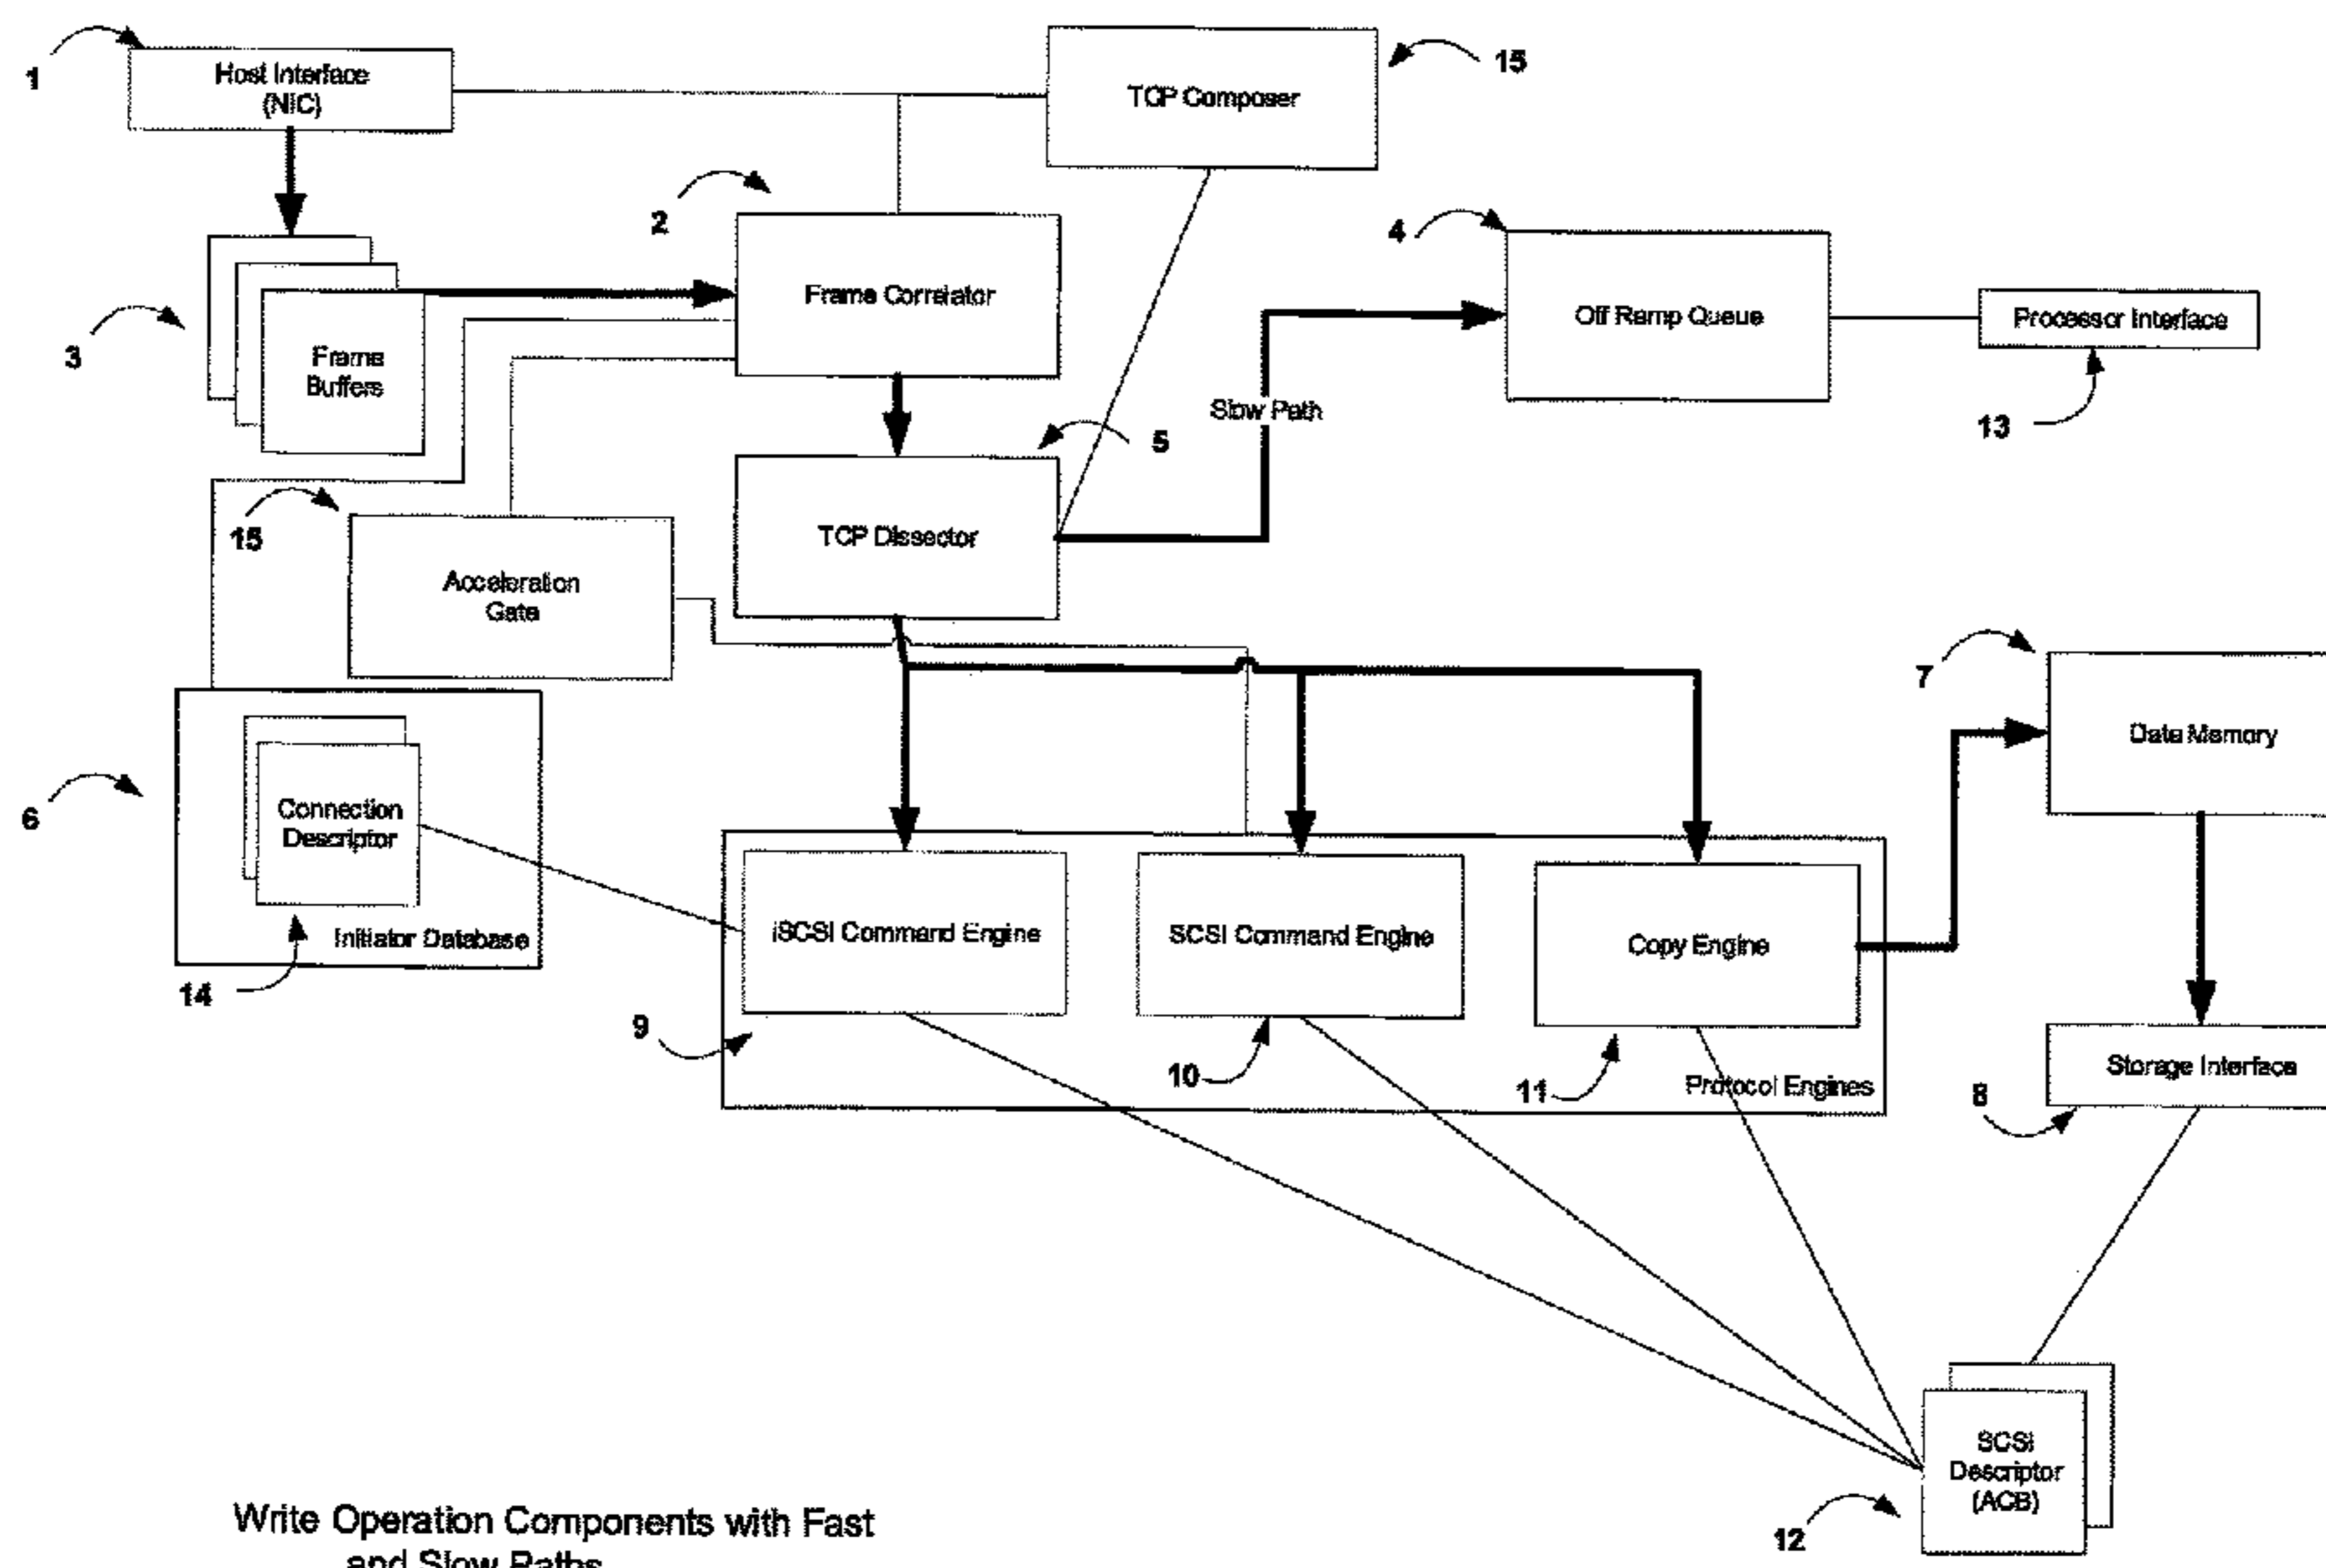 1
Host Interface
(NIC)
TCP Composer
15
2
Frame Correlator
4
Off Ramp Queue
Processor Interface
13
3
Frame
Buffers
Slow Path
5
TCP Dissector
15
Acceleration
Gate
7
Data Memory
6
Connection
Descriptor
Initiator Database
14
iSCSI Command Engine
SCSI Command Engine
Copy Engine
9
10
11
Protocol Engines
Storage Interface
8
SCSI
Descriptor
(ACB)
12
Write Operation Components with Fast
and Slow Paths